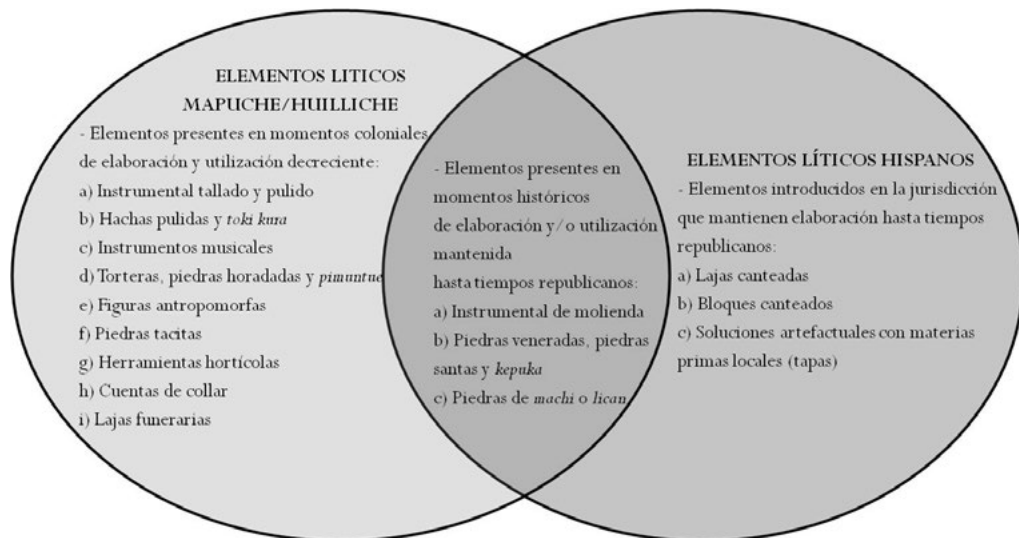 ELEMENTOS LITICOS
MAPUCHE/HUILLICHE
- Elementos presentes en momentos coloniales
de elaboración y utilización decreciente:
a) Instrumental tallado y pulido
b) Hachas pulidas y toki kura
c) Instrumentos musicales
d) Torteras, piedras horadadas y pimuntue
e) Figuras antropomorfas
f) Piedras tacitas
g) Herramientas hortícolas
h) Cuentas de collar
i) Lajas funerarias
- Elementos presentes en
momentos históricos
de elaboración y/o utilización
mantenida
hasta tiempos republicanos:
a) Instrumental de molienda
b) Piedras veneradas, piedras
santas y kepuka
c) Piedras de machi o lican
ELEMENTOS LÍTICOS HISPANOS
- Elementos introducidos en la jurisdicción
que mantienen elaboración hasta tiempos
republicanos:
a) Lajas canteadas
b) Bloques canteados
c) Soluciones artefactuales con materias
primas locales (tapas)